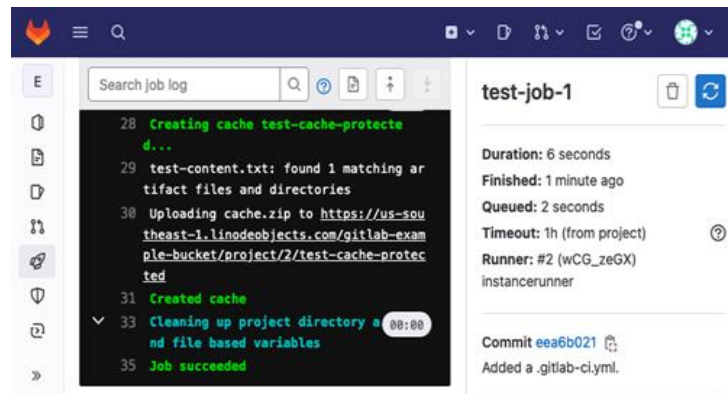 E
Search job log
28 Creating cache test-cache-protecte
d...
29 test-content.txt: found 1 matching ar
tifact files and directories
30 Uploading cache.zip to https://us-sou
theast-1.linodeobjects.com/gitlab-exam
ple-bucket/project/2/test-cache-protec
ted
31 Created cache
33 Cleaning up project directory a 00:00
nd file based variables
35 Job succeeded
test-job-1
Duration: 6 seconds
Finished: 1 minute ago
Queued: 2 seconds
Timeout: 1h (from project)
Runner: #2 (wCG_zeGX)
instancerunner
Commit eea6b021
Added a .gitlab-ci.yml.